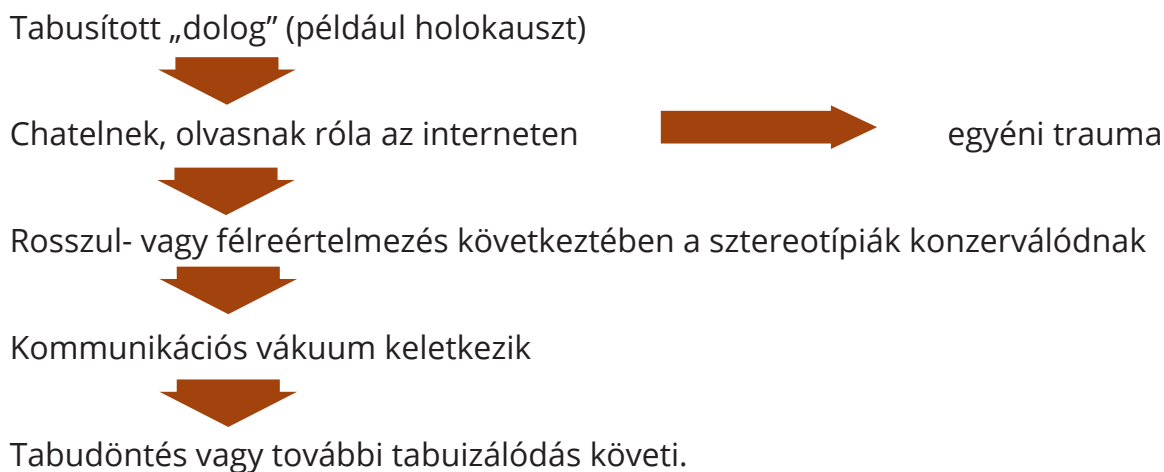 Tabusított „dolog” (például holokauszt)
Chatelnek, olvasnak róla az interneten egyéni trauma
Rosszul- vagy félreértelmezés következtében a sztereotípiák konzerválódnak
Kommunikációs vákuum keletkezik
Tabudöntés vagy további tabuizálódás követi.